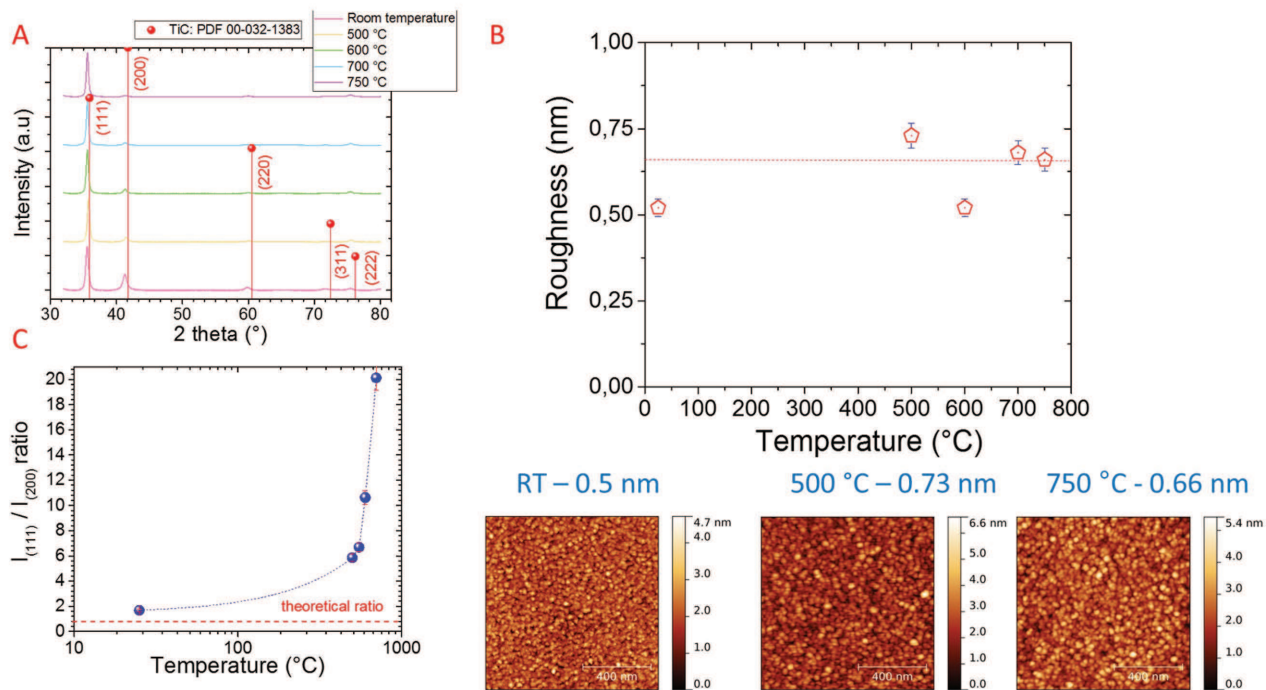 A
TiC: PDF 00-032-1383
Room temperature
500 °C
600 °C
700 °C
750 °C
(111)
(200)
(220)
(311)
(222)
Intensity (a.u)
30 40 50 60 70 80
2 theta (°)
B
1,00
0,75
0,50
0,25
0,00
Roughness (nm)
0 100 200 300 400 500 600 700 800
Temperature (°C)
C
20
18
16
14
12
10
8
6
4
2
0
I(111) / I(200) ratio
theoretical ratio
10 100 1000
Temperature (°C)
RT – 0.5 nm
4.7 nm
4.0
3.0
2.0
1.0
0.0
400 nm
500 °C – 0.73 nm
6.6 nm
5.0
4.0
3.0
2.0
1.0
0.0
400 nm
750 °C - 0.66 nm
5.4 nm
4.0
3.0
2.0
1.0
0.0
400 nm